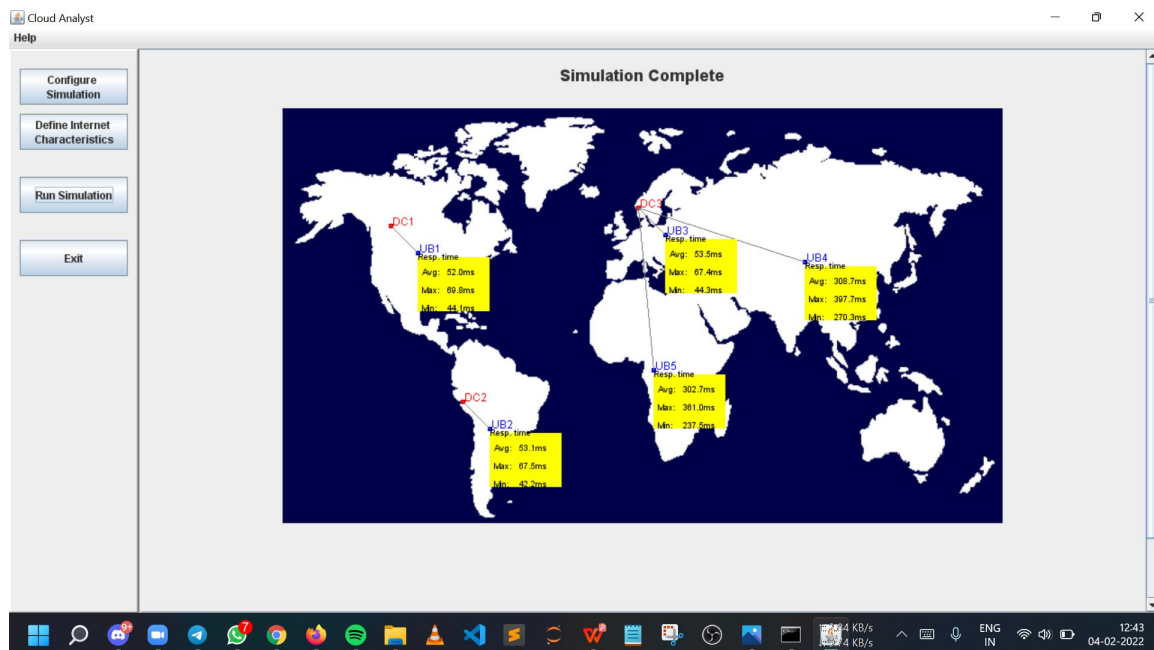 Cloud Analyst
Help
Configure
Simulation
Define Internet
Characteristics
Run Simulation
Exit
Simulation Complete
DC1
UB1
Resp. time
Avg: 52.0ms
Max: 69.8ms
Min: 44.1ms
DC2
UB2
Resp. time
Avg: 53.1ms
Max: 67.5ms
Min: 42.2ms
DC3
UB3
Resp. time
Avg: 53.5ms
Max: 67.4ms
Min: 44.3ms
UB4
Resp. time
Avg: 308.7ms
Max: 397.7ms
Min: 270.3ms
UB5
Resp. time
Avg: 302.7ms
Max: 361.0ms
Min: 237.5ms
9+
7
KB/s
KB/s
ENG
IN
12:43
04-02-2022